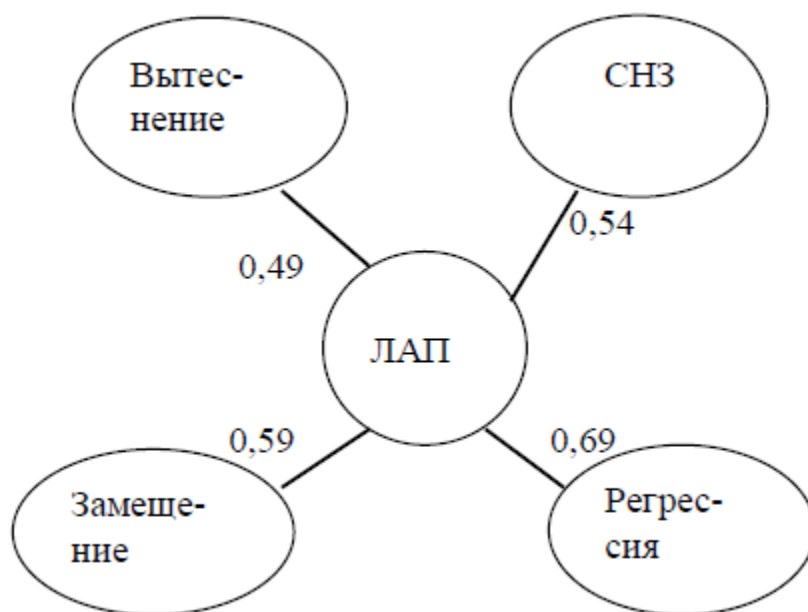 Вытес-
нение
СНЗ
0,54
0,49
ЛАП
0,59
0,69
Замеще-
ние
Регрес-
сия